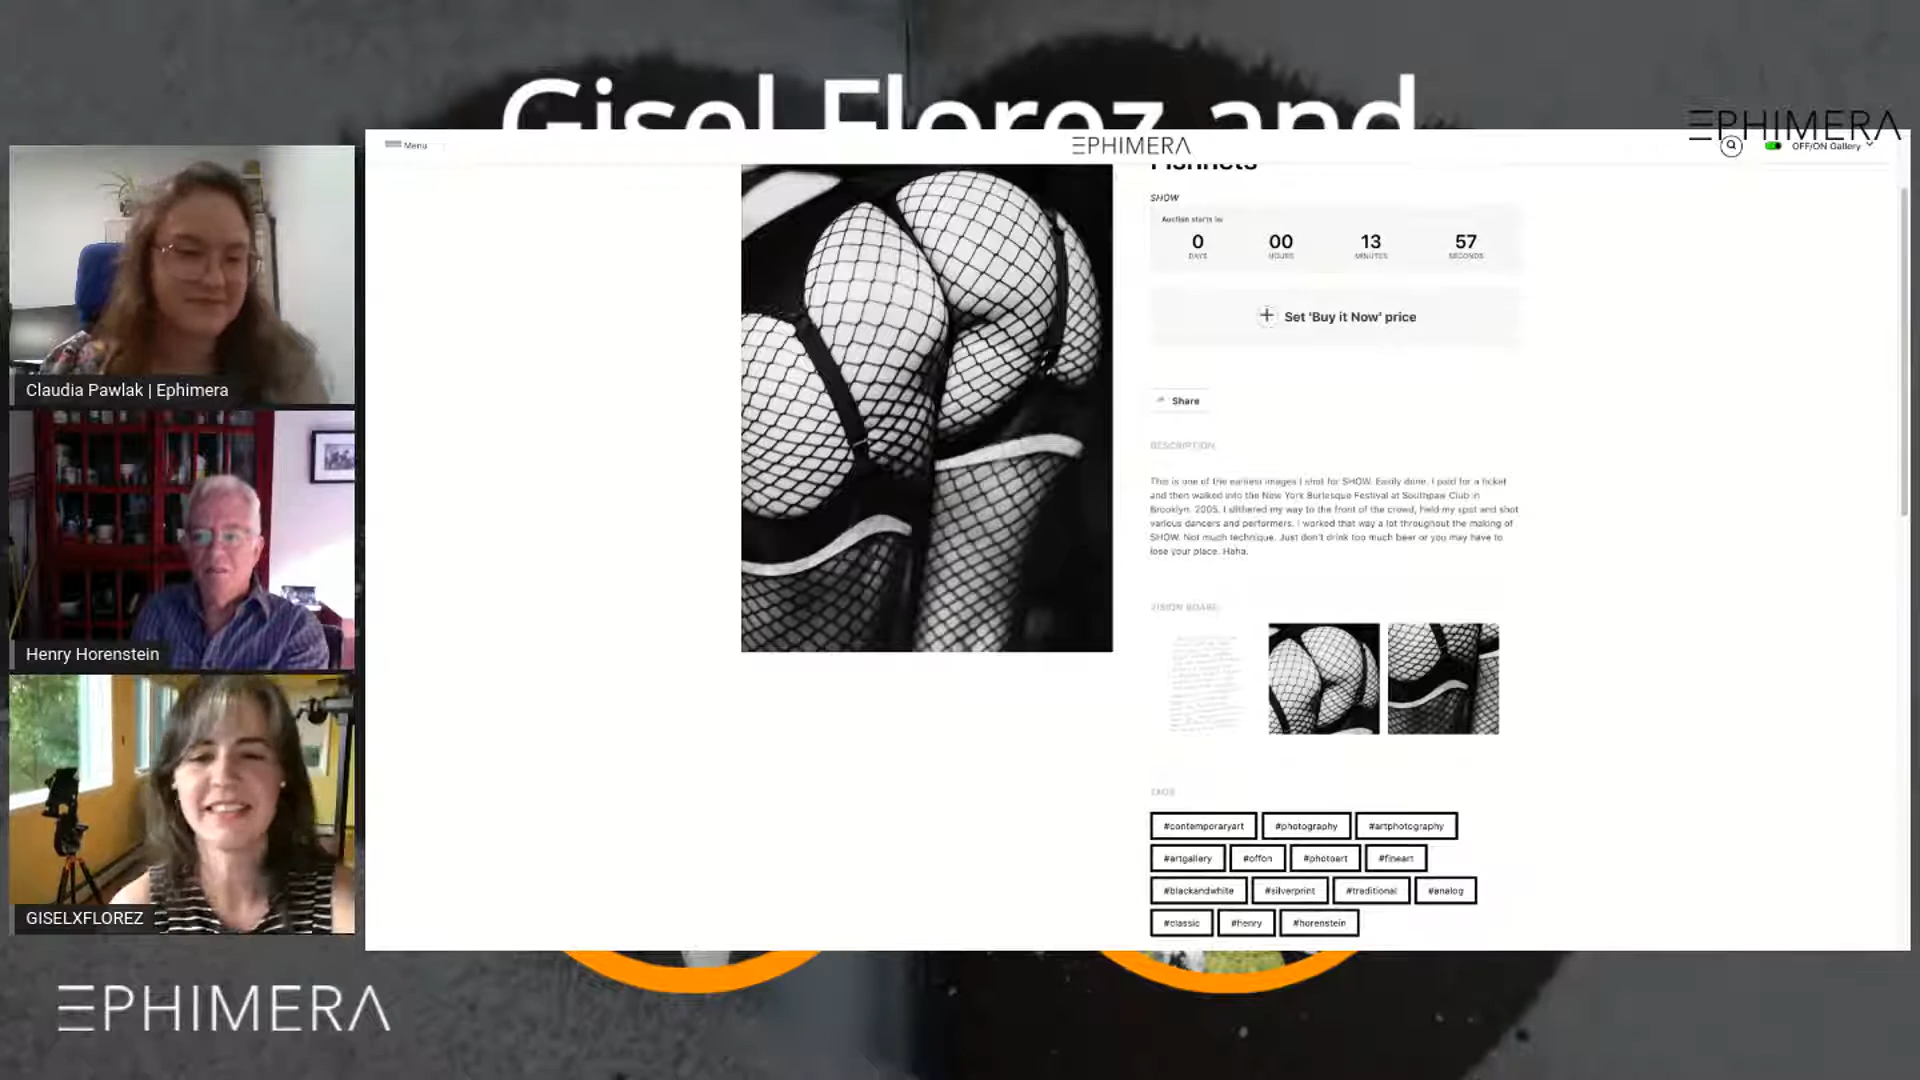 Gisel Florez and
ΞPHIMERA
Menu
ΞPHIMERA
OFF/ON Gallery
Fishnets
SHOW
Auction starts in
0 00 13 57
DAYS HOURS MINUTES SECONDS
Set 'Buy it Now' price
Share
DESCRIPTION
This is one of the earliest images I shot for SHOW. Easily done. I paid for a ticket
and then walked into the New York Burlesque Festival at Southpaw Club in
Brooklyn. 2005. I slithered my way to the front of the crowd, held my spot and shot
various dancers and performers. I worked that way a lot throughout the making of
SHOW. Not much technique. Just don't drink too much beer or you may have to
lose your place. Haha.
VISION BOARD
TAGS
#contemporaryart #photography #artphotography
#artgallery #offon #photoart #fineart
#blackandwhite #silverprint #traditional #analog
#classic #henry #horenstein
Claudia Pawlak | Ephimera
Henry Horenstein
GISELXFLOREZ
ΞPHIMERA